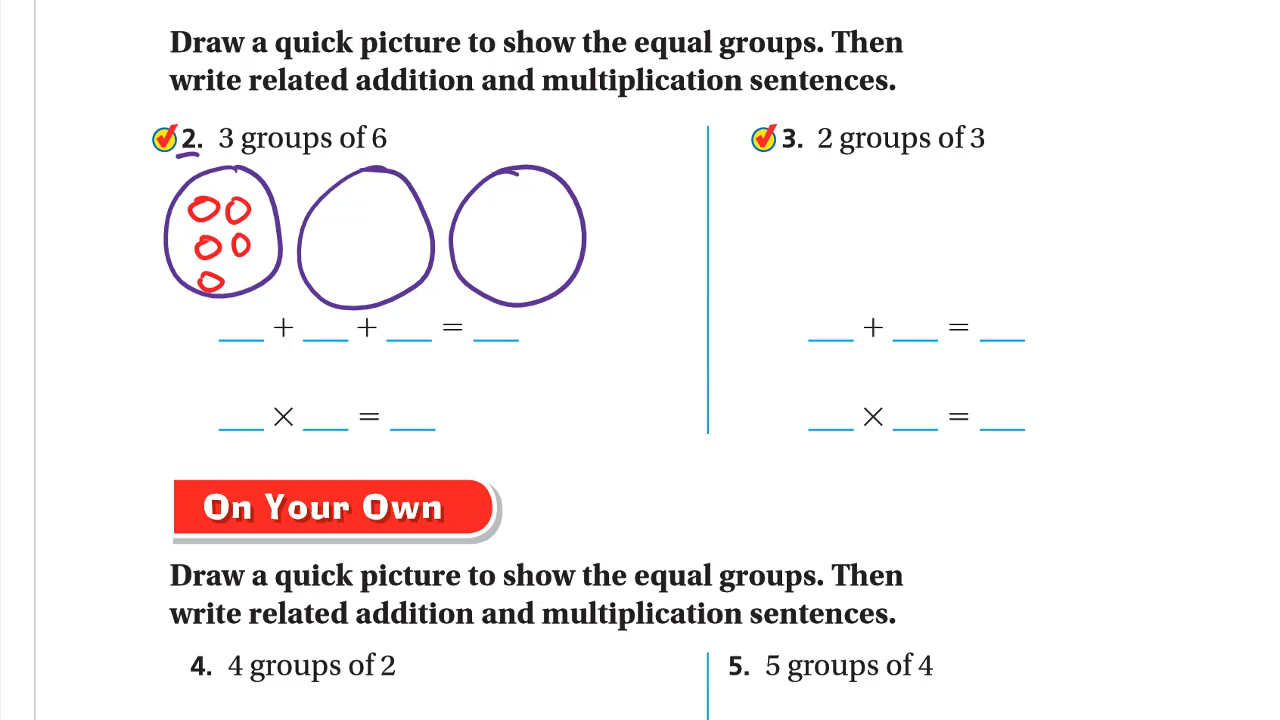 Draw a quick picture to show the equal groups. Then
write related addition and multiplication sentences.
2. 3 groups of 6
3. 2 groups of 3
___ + ___ + ___ = ___
___ × ___ = ___
___ + ___ = ___
___ × ___ = ___
On Your Own
Draw a quick picture to show the equal groups. Then
write related addition and multiplication sentences.
4. 4 groups of 2
5. 5 groups of 4